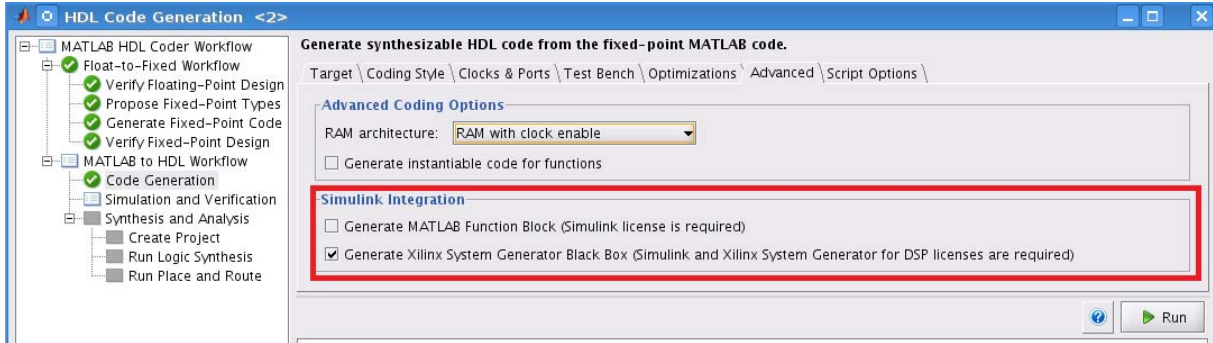 HDL Code Generation <2>
MATLAB HDL Coder Workflow
Float-to-Fixed Workflow
Verify Floating-Point Design
Propose Fixed-Point Types
Generate Fixed-Point Code
Verify Fixed-Point Design
MATLAB to HDL Workflow
Code Generation
Simulation and Verification
Synthesis and Analysis
Create Project
Run Logic Synthesis
Run Place and Route
Generate synthesizable HDL code from the fixed-point MATLAB code.
Target \ Coding Style \ Clocks & Ports \ Test Bench \ Optimizations \ Advanced \ Script Options \
Advanced Coding Options
RAM architecture: RAM with clock enable
Generate instantiable code for functions
Simulink Integration
Generate MATLAB Function Block (Simulink license is required)
Generate Xilinx System Generator Black Box (Simulink and Xilinx System Generator for DSP licenses are required)
? Run